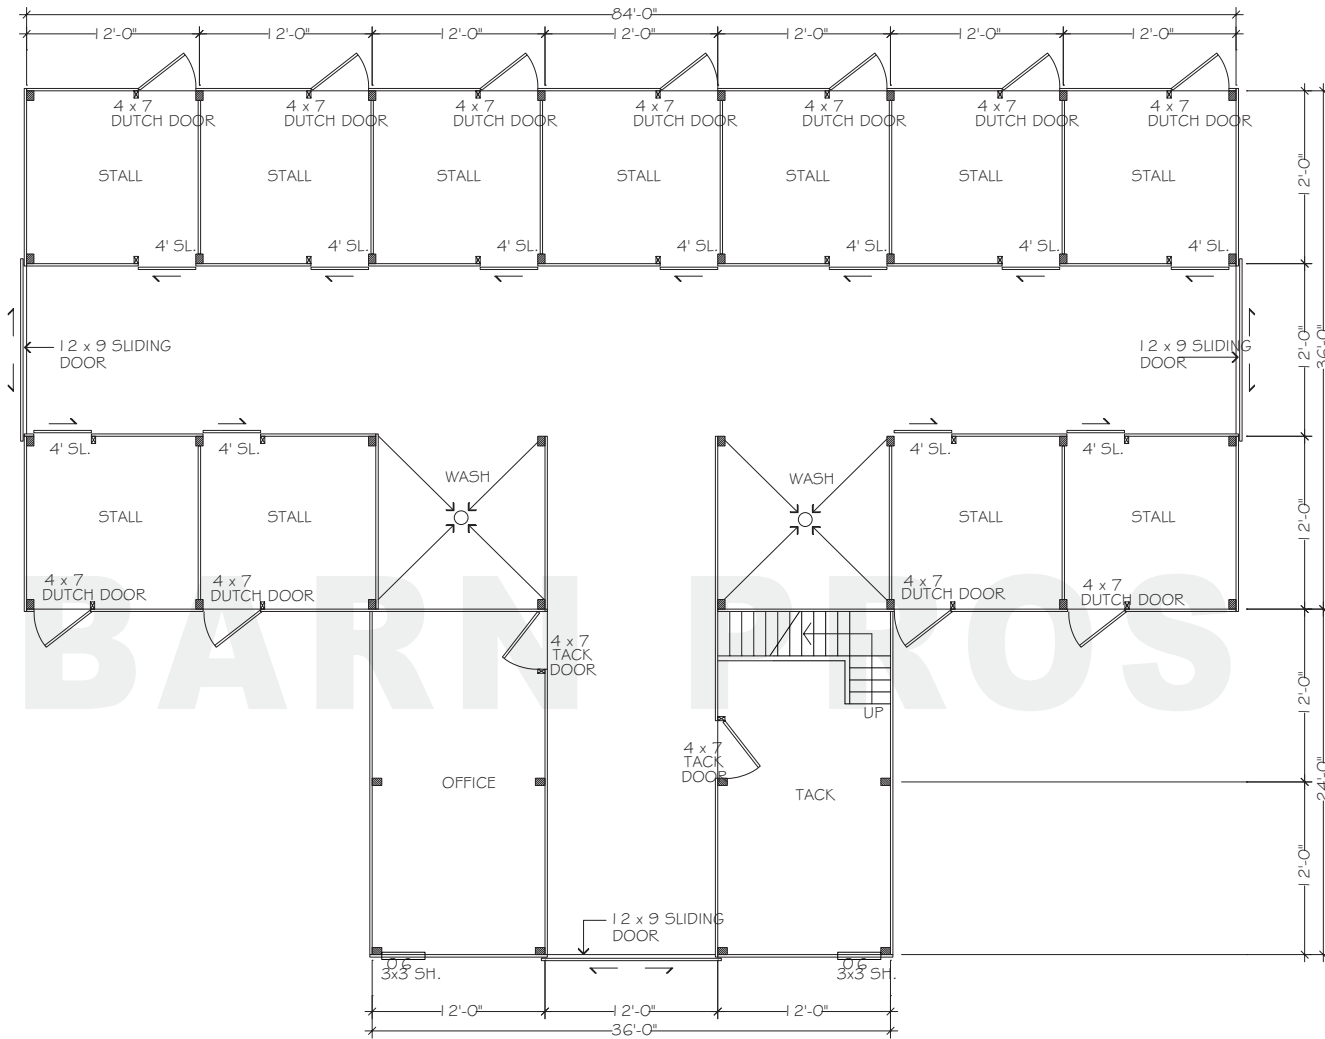 84'-0"
12'-0" 12'-0" 12'-0" 12'-0" 12'-0" 12'-0" 12'-0"
4 x 7 4 x 7 4 x 7 4 x 7 4 x 7 4 x 7 4 x 7
DUTCH DOOR DUTCH DOOR DUTCH DOOR DUTCH DOOR DUTCH DOOR DUTCH DOOR DUTCH DOOR
STALL STALL STALL STALL STALL STALL STALL
12'-0"
4' SL. 4' SL. 4' SL. 4' SL. 4' SL. 4' SL. 4' SL.
12 x 9 SLIDING
DOOR
12 x 9 SLIDING
DOOR
12'-0"
36'-0"
4' SL. 4' SL. 4' SL. 4' SL.
WASH WASH
STALL STALL STALL STALL
12'-0"
4 x 7
DUTCH DOOR
4 x 7
DUTCH DOOR
4 x 7
DUTCH DOOR
4 x 7
DUTCH DOOR
BARN PROS
4 x 7
TACK
DOOR
UP
12'-0"
4 x 7
TACK
DOOR
OFFICE
TACK
24'-0"
12'-0"
12 x 9 SLIDING
DOOR
3x3 SH. 3x3 SH.
12'-0" 12'-0" 12'-0"
36'-0"